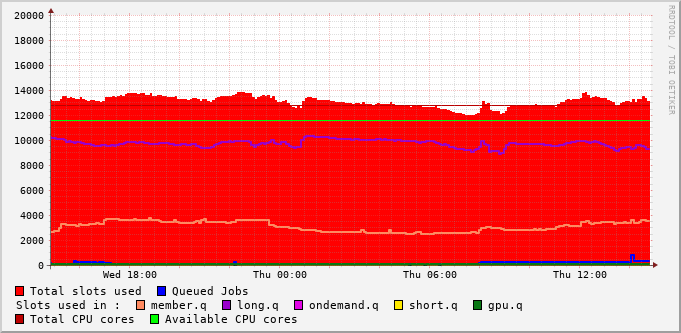 RRDTOOL / TOBI OETIKER
20000
18000
16000
14000
12000
10000
8000
6000
4000
2000
0
Wed 18:00 Thu 00:00 Thu 06:00 Thu 12:00
Total slots used Queued Jobs
Slots used in : member.q long.q ondemand.q short.q gpu.q
Total CPU cores Available CPU cores